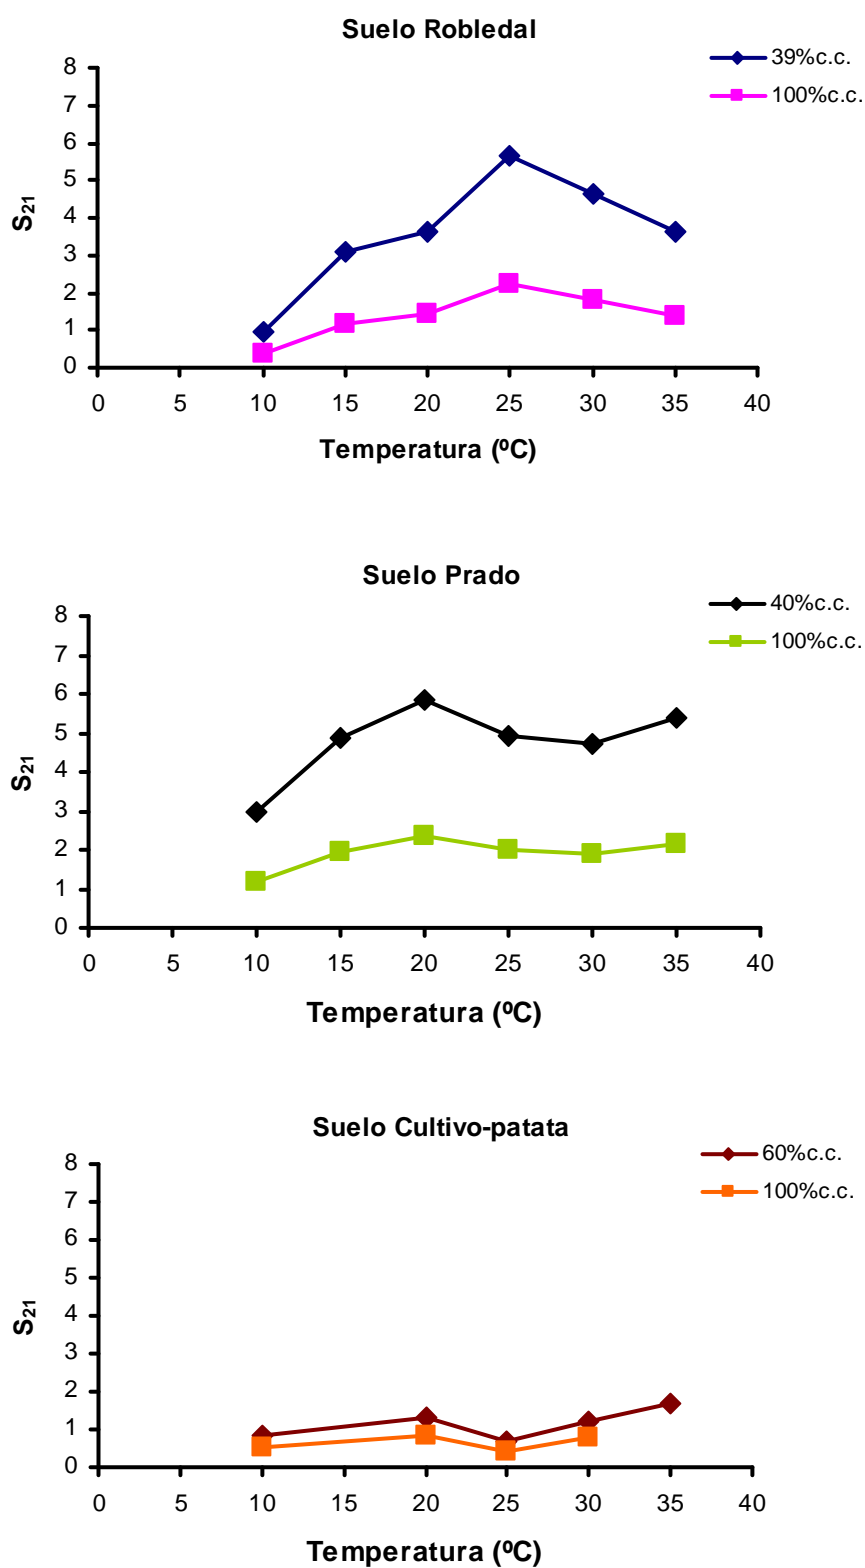 Suelo Robledal
39%c.c.
100%c.c.
8
7
6
5
4
3
2
1
0
S21
0 5 10 15 20 25 30 35 40
Temperatura (ºC)
Suelo Prado
40%c.c.
100%c.c.
8
7
6
5
4
3
2
1
0
S21
0 5 10 15 20 25 30 35 40
Temperatura (ºC)
Suelo Cultivo-patata
60%c.c.
100%c.c.
8
7
6
5
4
3
2
1
0
S21
0 5 10 15 20 25 30 35 40
Temperatura (ºC)